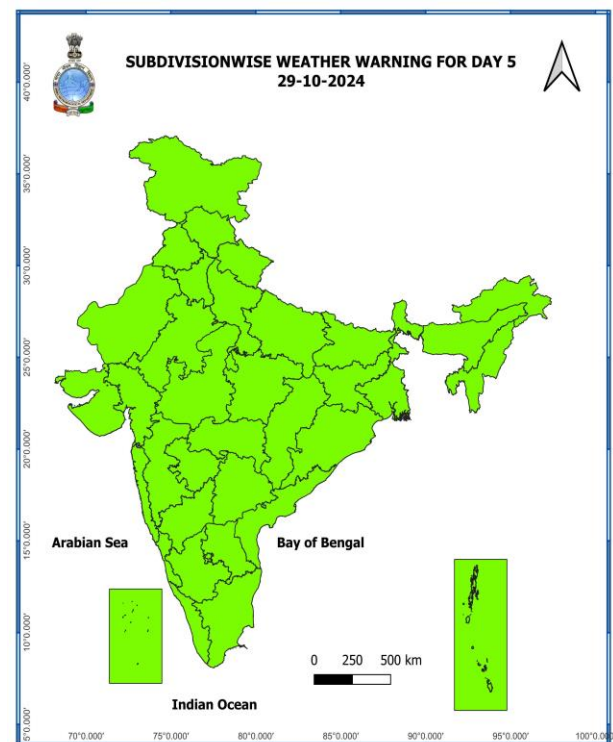 SUBDIVISIONWISE WEATHER WARNING FOR DAY 5
29-10-2024
40°0.000'
35°0.000'
30°0.000'
25°0.000'
20°0.000'
15°0.000'
10°0.000'
5°0.000'
Arabian Sea
Bay of Bengal
0 250 500 km
Indian Ocean
70°0.000' 75°0.000' 80°0.000' 85°0.000' 90°0.000' 95°0.000' 100°0.000'